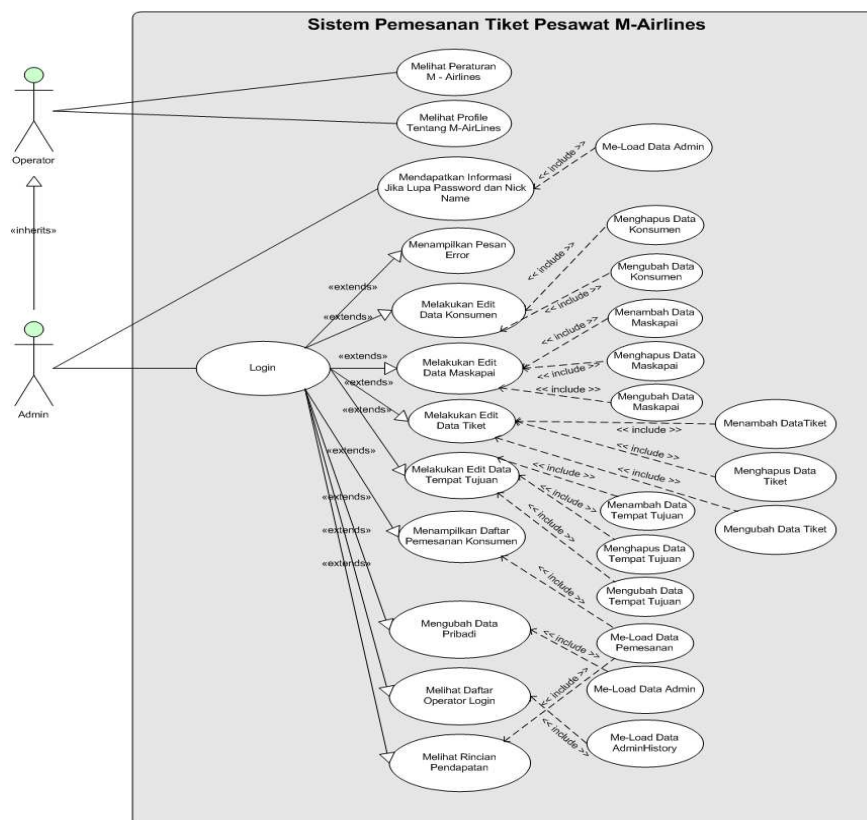 Sistem Pemesanan Tiket Pesawat M-Airlines
Operator
«inherits»
Admin
Melihat Peraturan
M - Airlines
Melihat Profile
Tentang M-AirLines
Mendapatkan Informasi
Jika Lupa Password dan Nick
Name
<< include >>
Me-Load Data Admin
Login
«extends»
Menampilkan Pesan
Error
«extends»
Melakukan Edit
Data Konsumen
<< include >>
Menghapus Data
Konsumen
<< include >>
Mengubah Data
Konsumen
«extends»
Melakukan Edit
Data Maskapai
<< include >>
Menambah Data
Maskapai
<< include >>
Menghapus Data
Maskapai
<< include >>
Mengubah Data
Maskapai
«extends»
Melakukan Edit
Data Tiket
<< include >>
Menambah DataTiket
<< include >>
Menghapus Data
Tiket
<< include >>
Mengubah Data Tiket
«extends»
Melakukan Edit Data
Tempat Tujuan
<< include >>
Menambah Data
Tempat Tujuan
<< include >>
Menghapus Data
Tempat Tujuan
<< include >>
Mengubah Data
Tempat Tujuan
«extends»
Menampilkan Daftar
Pemesanan Konsumen
<< include >>
Me-Load Data
Pemesanan
«extends»
Mengubah Data
Pribadi
<< include >>
Me-Load Data Admin
«extends»
Melihat Daftar
Operator Login
<< include >>
Me-Load Data
AdminHistory
«extends»
Melihat Rincian
Pendapatan
<< include >>